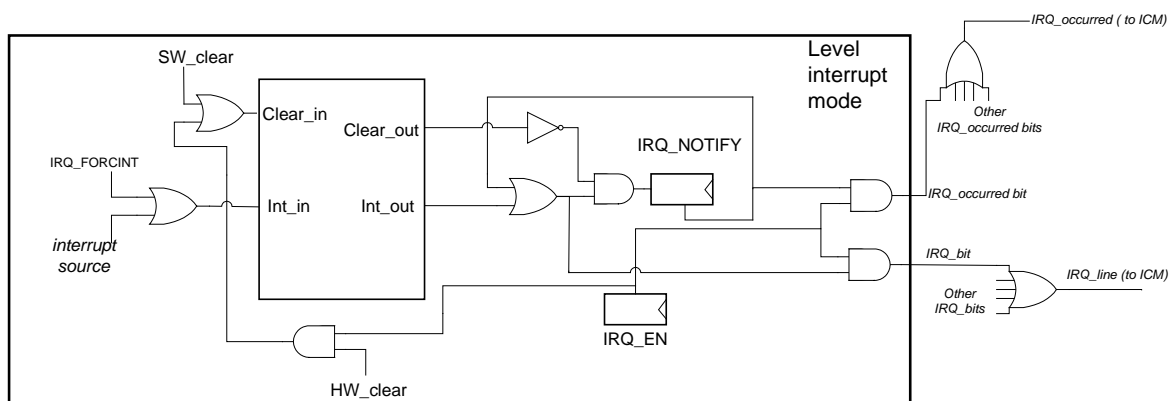 IRQ_occurred ( to ICM)
SW_clear
Level
interrupt
mode
Clear_in
Other
IRQ_occurred bits
Clear_out
IRQ_NOTIFY
IRQ_FORCINT
Int_in
Int_out
IRQ_occurred bit
interrupt
source
IRQ_bit
IRQ_line (to ICM)
Other
IRQ_bits
IRQ_EN
HW_clear